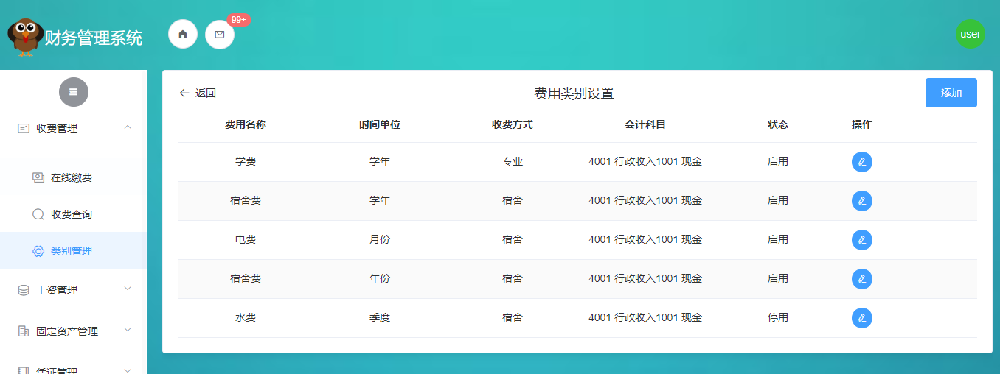 财务管理系统
99+
user
收费管理
在线缴费
收费查询
类别管理
工资管理
固定资产管理
凭证管理
返回
费用类别设置
添加
费用名称 时间单位 收费方式 会计科目 状态 操作
学费 学年 专业 4001 行政收入1001 现金 启用
宿舍费 学年 宿舍 4001 行政收入1001 现金 启用
电费 月份 宿舍 4001 行政收入1001 现金 启用
宿舍费 年份 宿舍 4001 行政收入1001 现金 启用
水费 季度 宿舍 4001 行政收入1001 现金 停用